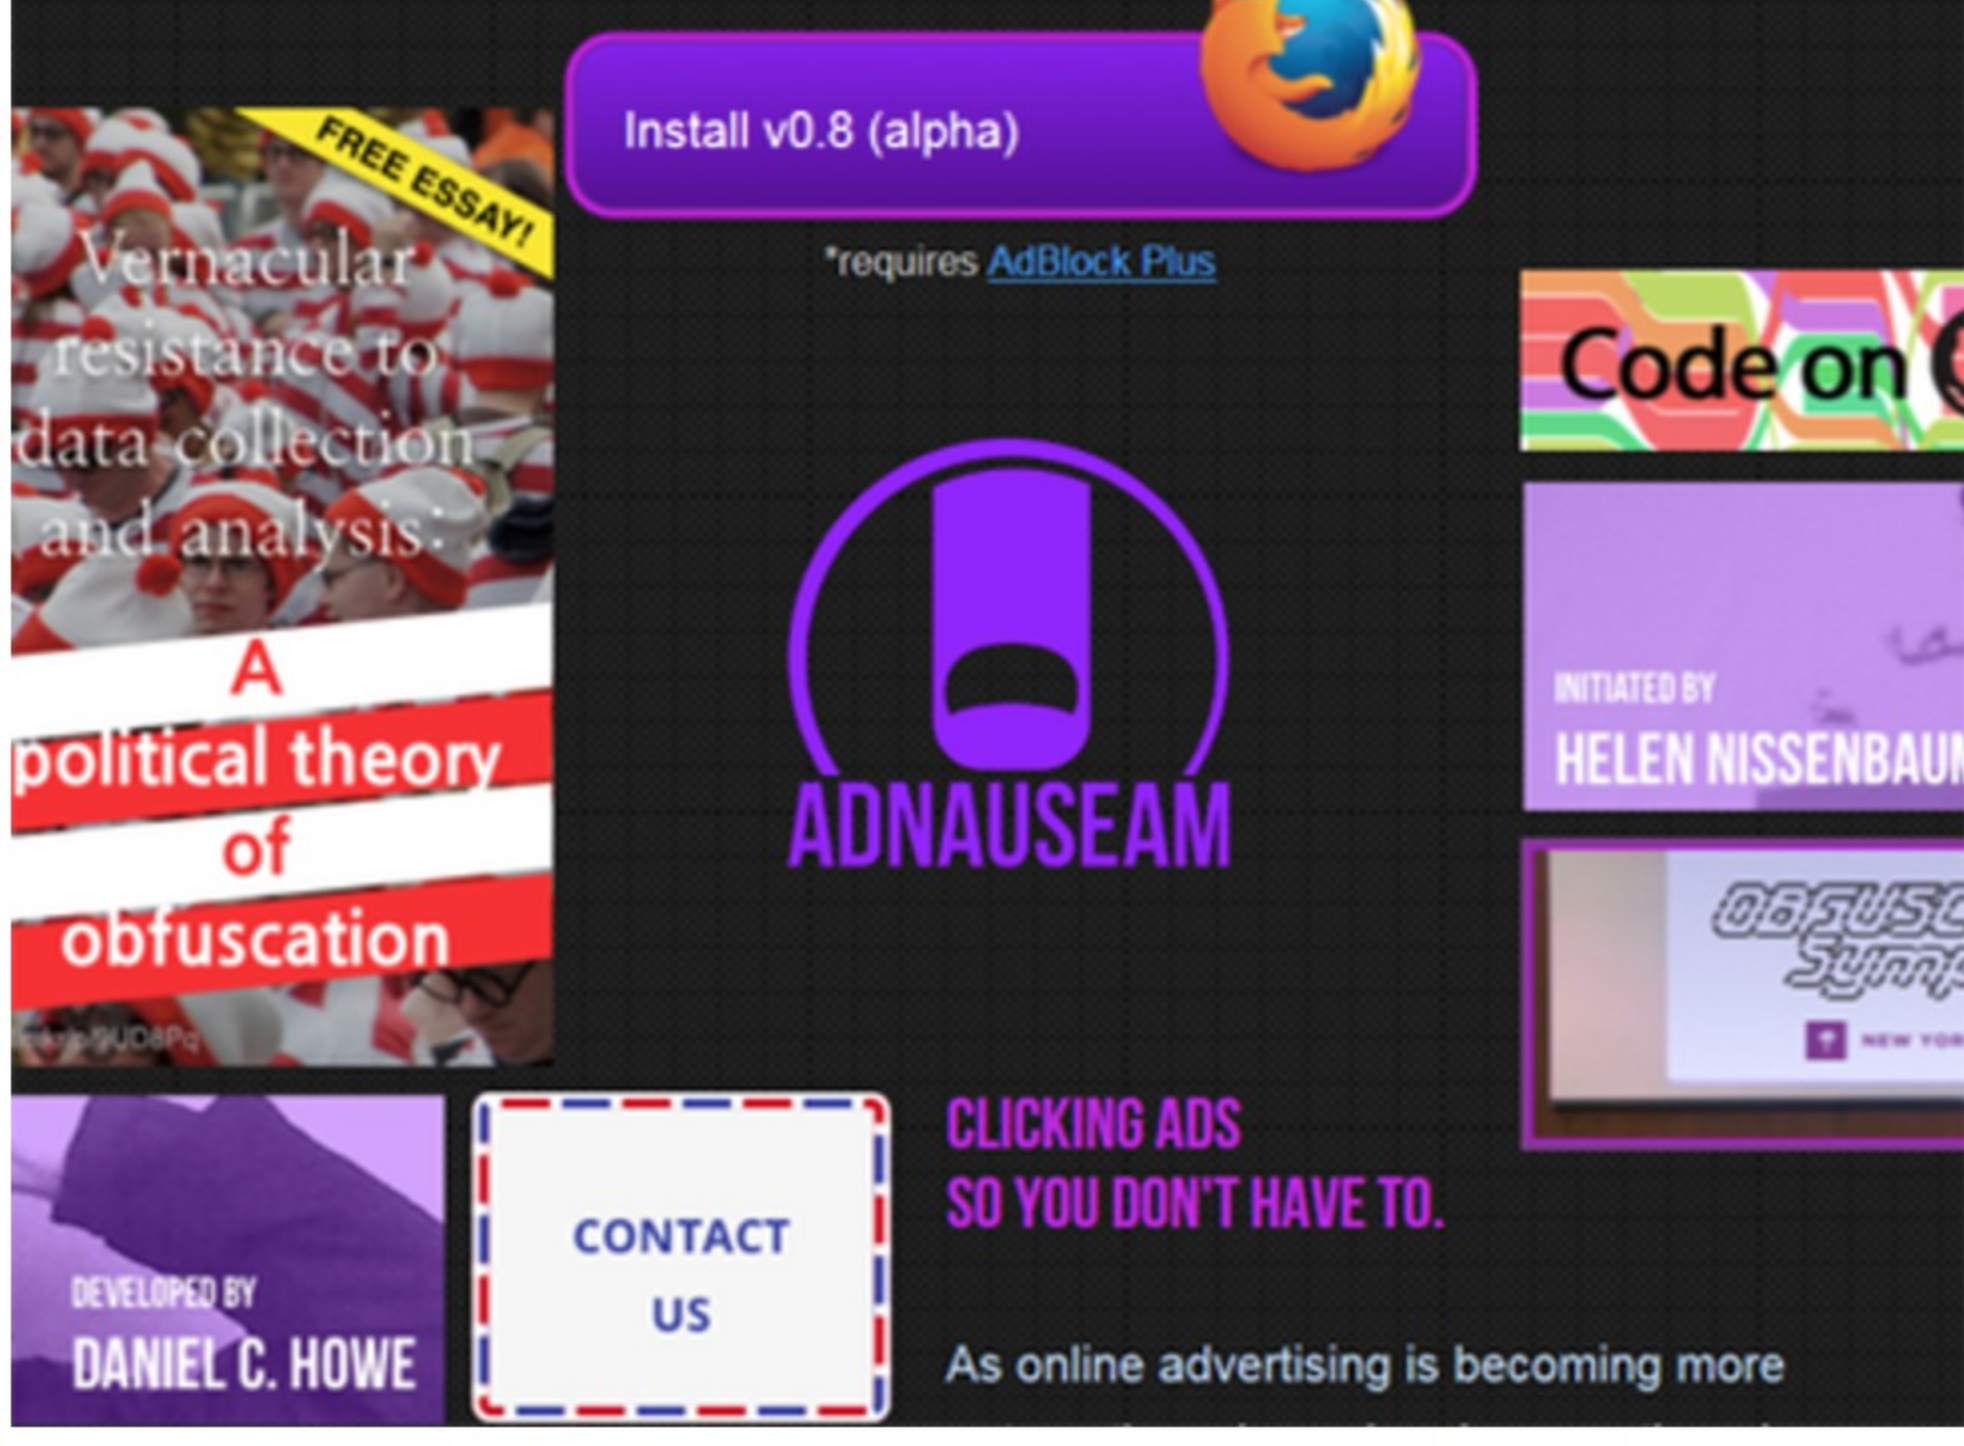 Install v0.8 (alpha)
*requires AdBlock Plus
FREE ESSAY!
Vernacular
resistance to
data collection
and analysis:
A
political theory
of
obfuscation
ADNAUSEAM
Code on
INITIATED BY
HELEN NISSENBAUM
NEW YOR
DEVELOPED BY
DANIEL C. HOWE
CONTACT
US
CLICKING ADS
SO YOU DON'T HAVE TO.
As online advertising is becoming more